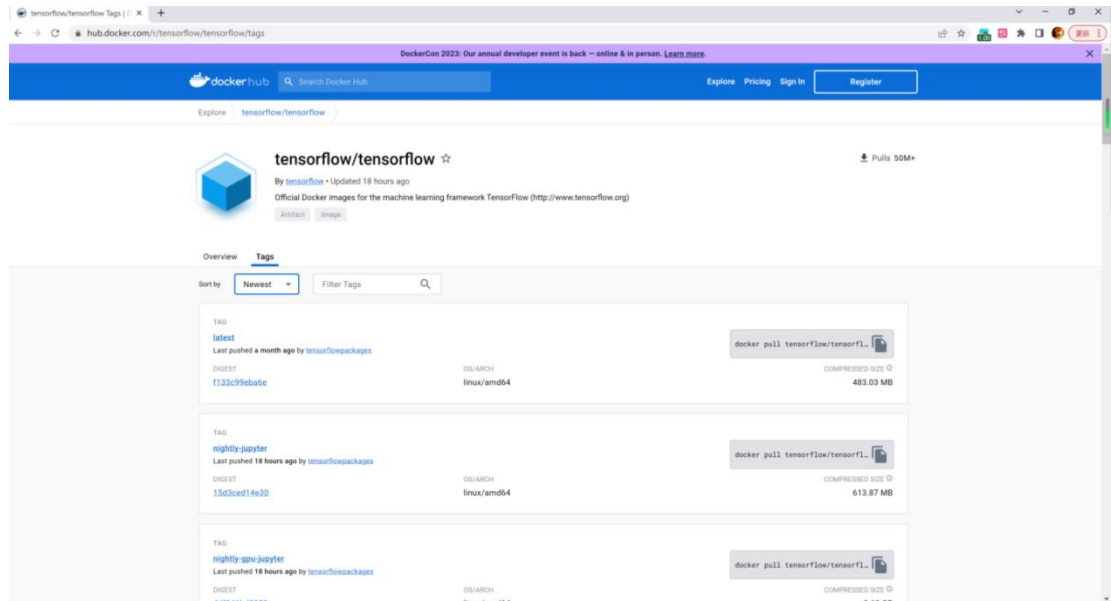 tensorflow/tensorflow Tags |
hub.docker.com/r/tensorflow/tensorflow/tags
1.00
更新
DockerCon 2023: Our annual developer event is back — online & in person. Learn more.
dockerhub
Search Docker Hub
Explore Pricing Sign In Register
Explore tensorflow/tensorflow
tensorflow/tensorflow
Pulls 50M+
By tensorflow • Updated 18 hours ago
Official Docker images for the machine learning framework TensorFlow (http://www.tensorflow.org)
Artifact Image
Overview Tags
Sort by Newest Filter Tags
TAG
latest
Last pushed a month ago by tensorflowpackages
docker pull tensorflow/tensorfl…
DIGEST OS/ARCH COMPRESSED SIZE
f133c99eba6e linux/amd64 483.03 MB
TAG
nightly-jupyter
Last pushed 18 hours ago by tensorflowpackages
docker pull tensorflow/tensorfl…
DIGEST OS/ARCH COMPRESSED SIZE
15d3ced14e30 linux/amd64 613.87 MB
TAG
nightly-gpu-jupyter
Last pushed 18 hours ago by tensorflowpackages
docker pull tensorflow/tensorfl…
DIGEST OS/ARCH COMPRESSED SIZE